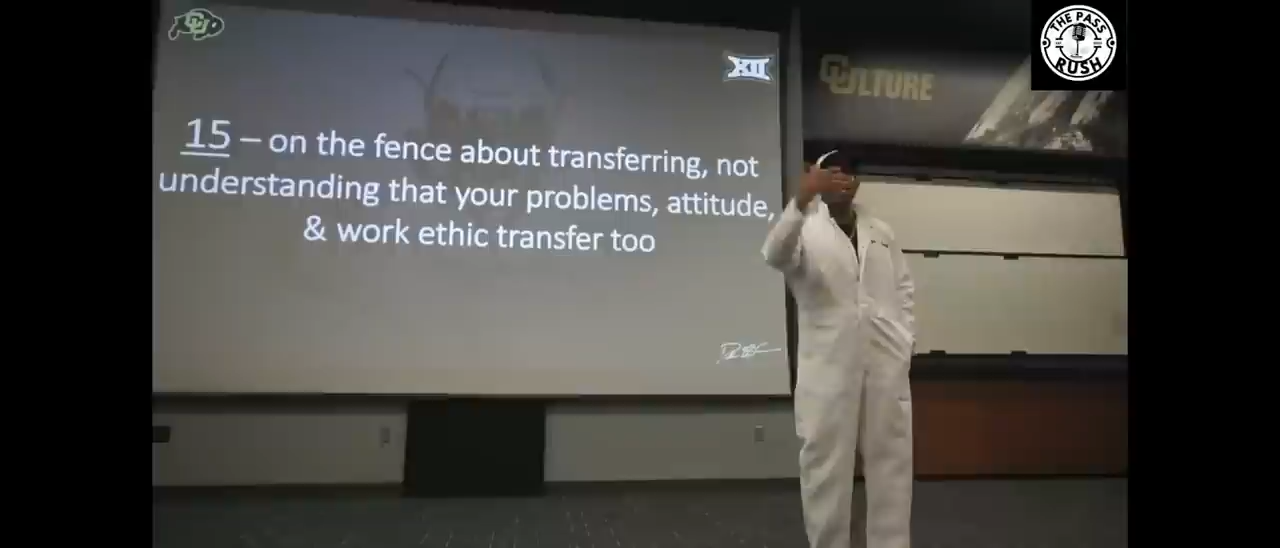 CU
XII
THE PASS
RUSH
CULTURE
15 – on the fence about transferring, not
understanding that your problems, attitude,
& work ethic transfer too